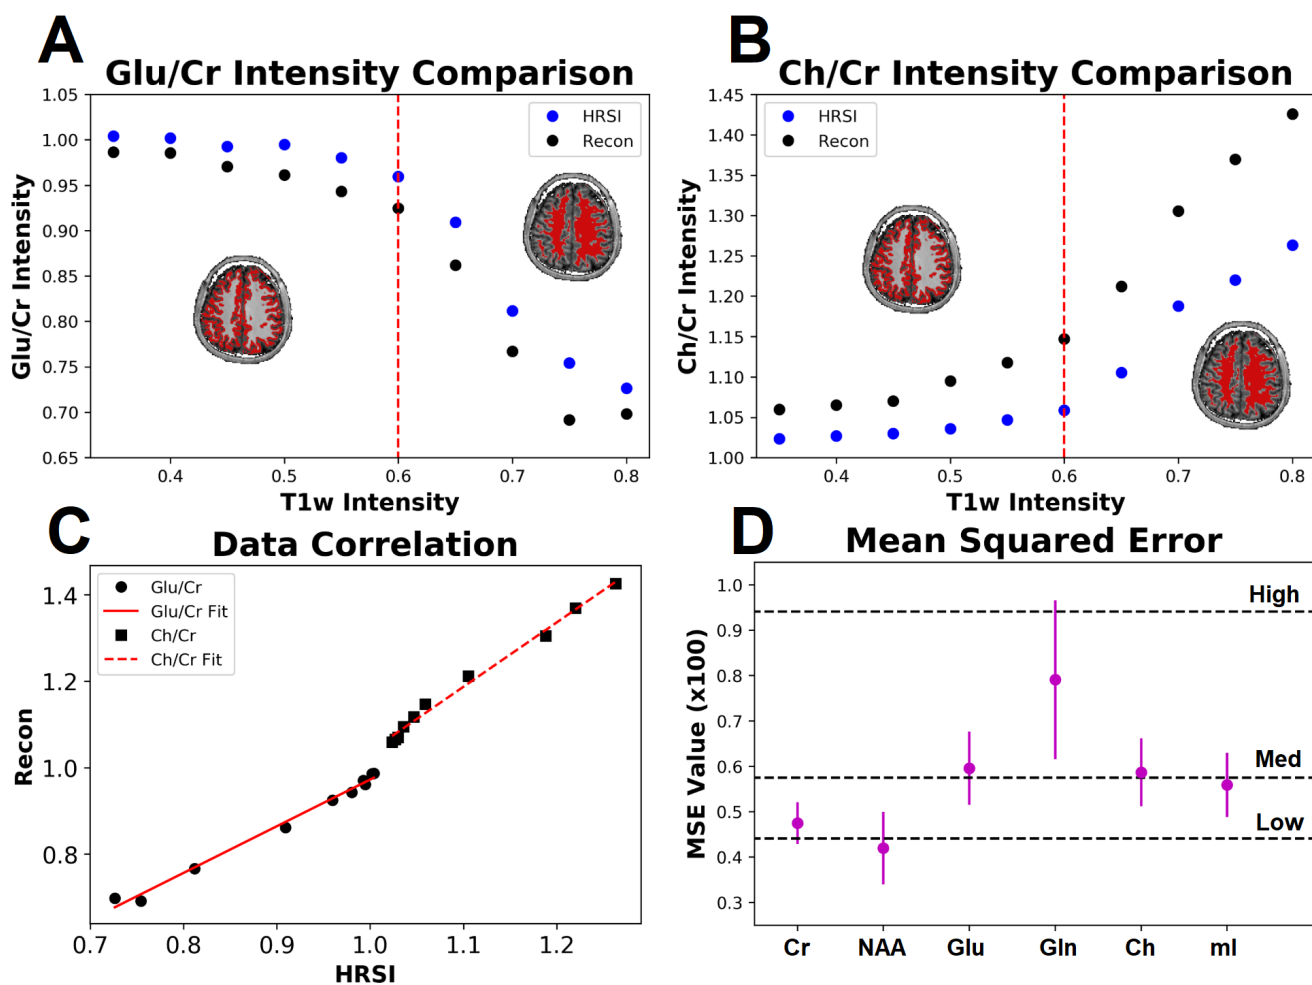 A
Glu/Cr Intensity Comparison
1.05
1.00
0.95
0.90
0.85
0.80
0.75
0.70
0.65
Glu/Cr Intensity
HRSI
Recon
0.4 0.5 0.6 0.7 0.8
T1w Intensity
B
Ch/Cr Intensity Comparison
1.45
1.40
1.35
1.30
1.25
1.20
1.15
1.10
1.05
1.00
Ch/Cr Intensity
HRSI
Recon
0.4 0.5 0.6 0.7 0.8
T1w Intensity
C
Data Correlation
1.4
1.2
1.0
0.8
Recon
Glu/Cr
Glu/Cr Fit
Ch/Cr
Ch/Cr Fit
0.7 0.8 0.9 1.0 1.1 1.2
HRSI
D
Mean Squared Error
1.0
0.9
0.8
0.7
0.6
0.5
0.4
0.3
MSE Value (x100)
High
Med
Low
Cr NAA Glu Gln Ch mI